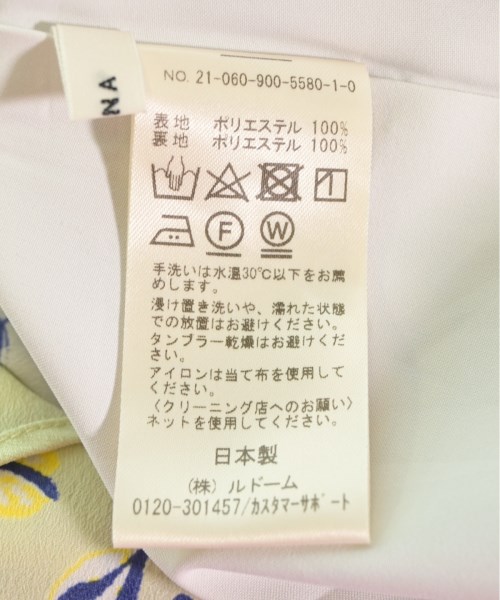 NA
NO. 21-060-900-5580-1-0
表地 ポリエステル 100%
裏地 ポリエステル 100%
F W
手洗いは水温30℃以下をお薦
めします。
浸け置き洗いや、濡れた状態
での放置はお避けください。
タンブラー乾燥はお避けくだ
さい。
アイロンは当て布を使用して
ください。
〈クリーニング店へのお願い〉
ネットを使用してください。
日本製
(株) ルドーム
0120-301457/カスタマーサポート